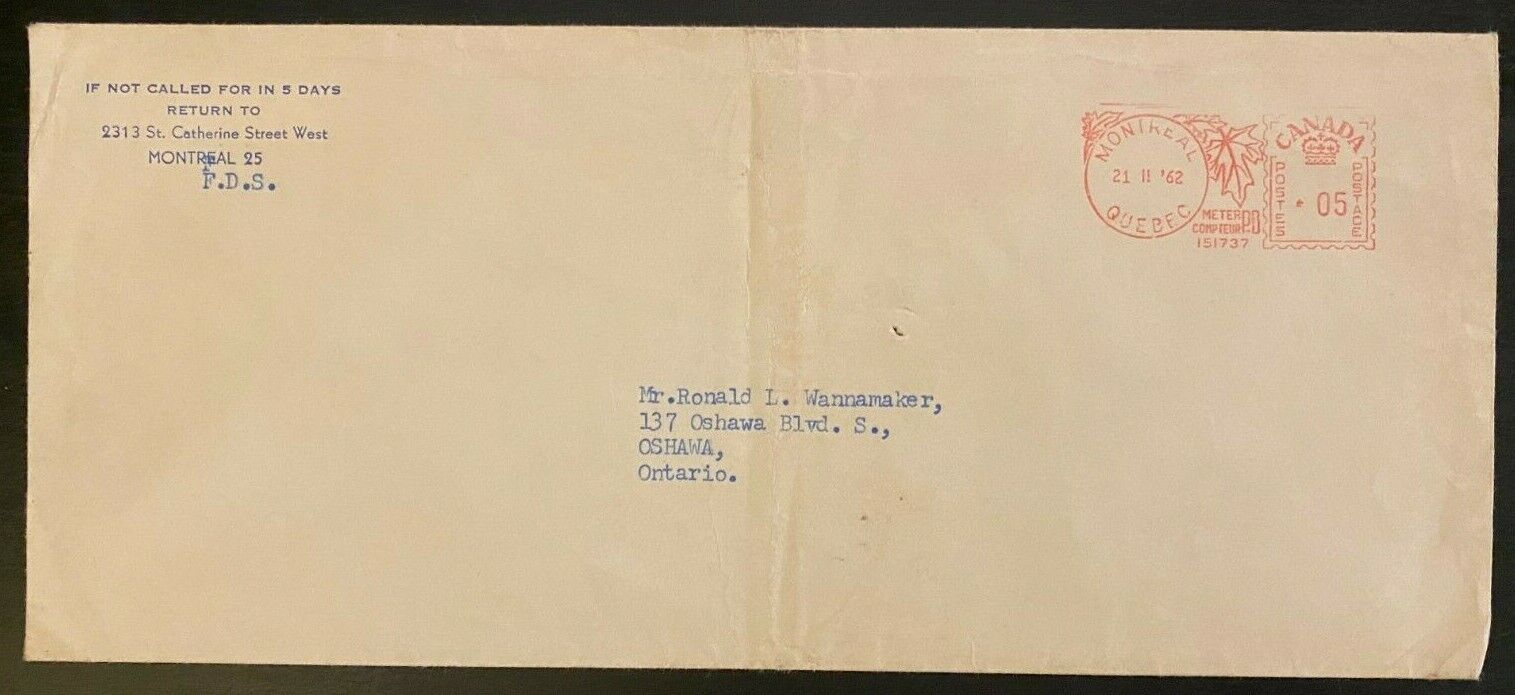 IF NOT CALLED FOR IN 5 DAYS
RETURN TO
2313 St. Catherine Street West
MONTREAL 25
F.D.S.
MONTREAL
21 II '62
QUEBEC
METER
COMPTEUR PD
151737
CANADA
POSTES
05
POSTAGE
Mr.Ronald L. Wannamaker,
137 Oshawa Blvd. S.,
OSHAWA,
Ontario.